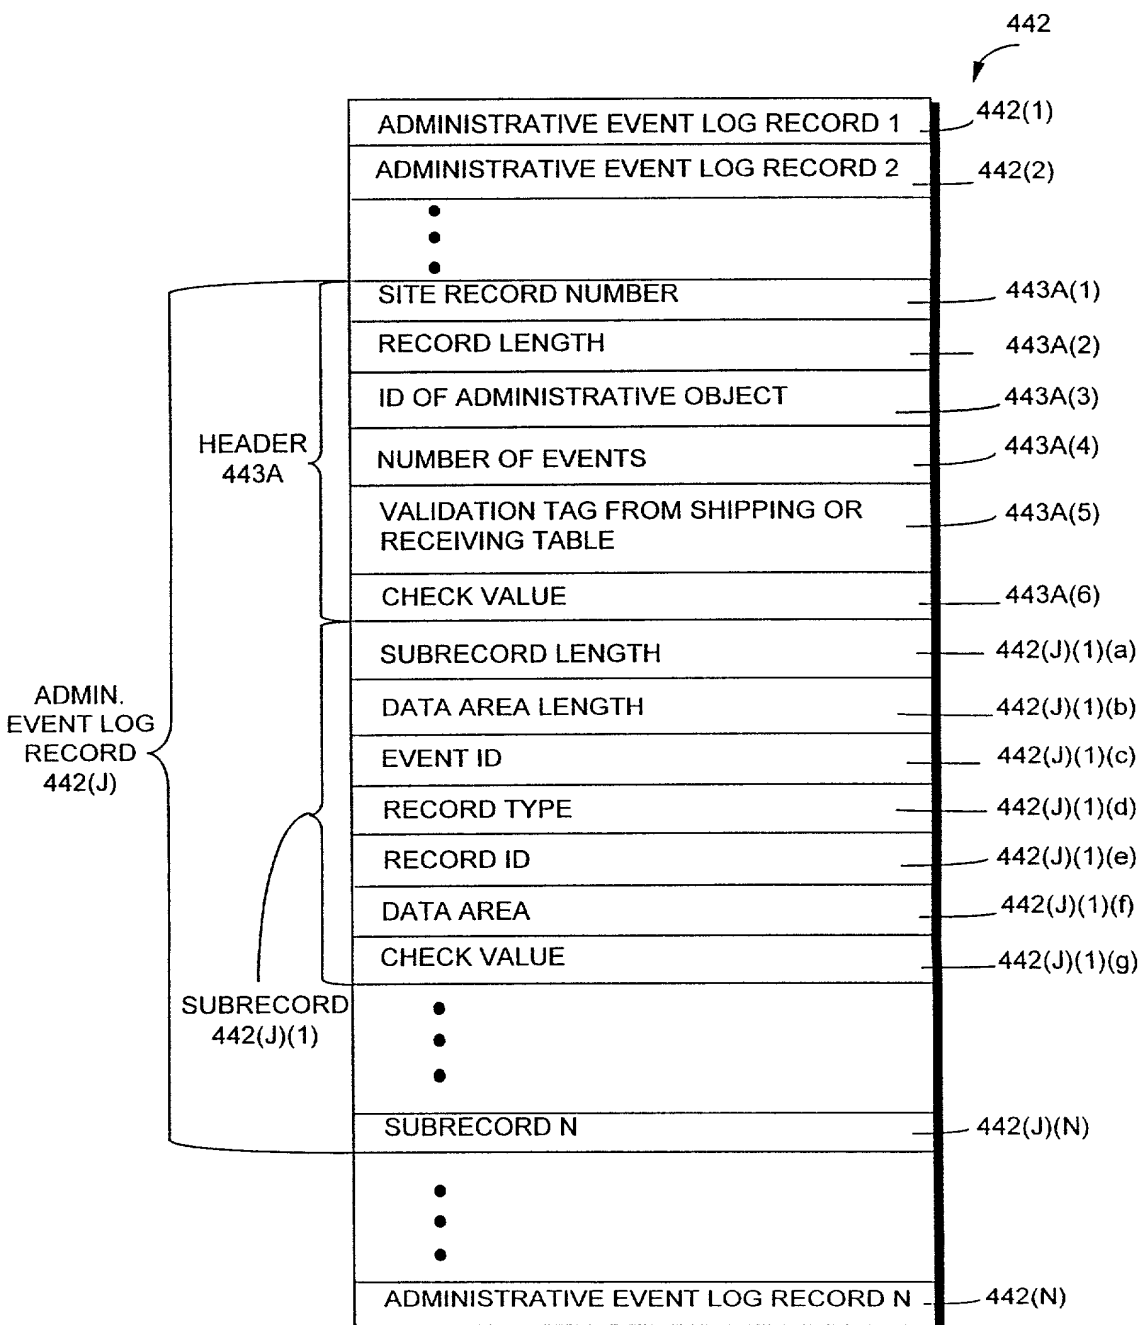 442
ADMINISTRATIVE EVENT LOG RECORD 1
442(1)
ADMINISTRATIVE EVENT LOG RECORD 2
442(2)
SITE RECORD NUMBER
443A(1)
RECORD LENGTH
443A(2)
ID OF ADMINISTRATIVE OBJECT
443A(3)
HEADER
443A
NUMBER OF EVENTS
443A(4)
VALIDATION TAG FROM SHIPPING OR
RECEIVING TABLE
443A(5)
CHECK VALUE
443A(6)
SUBRECORD LENGTH
442(J)(1)(a)
ADMIN.
EVENT LOG
RECORD
442(J)
DATA AREA LENGTH
442(J)(1)(b)
EVENT ID
442(J)(1)(c)
RECORD TYPE
442(J)(1)(d)
RECORD ID
442(J)(1)(e)
DATA AREA
442(J)(1)(f)
CHECK VALUE
442(J)(1)(g)
SUBRECORD
442(J)(1)
SUBRECORD N
442(J)(N)
ADMINISTRATIVE EVENT LOG RECORD N
442(N)